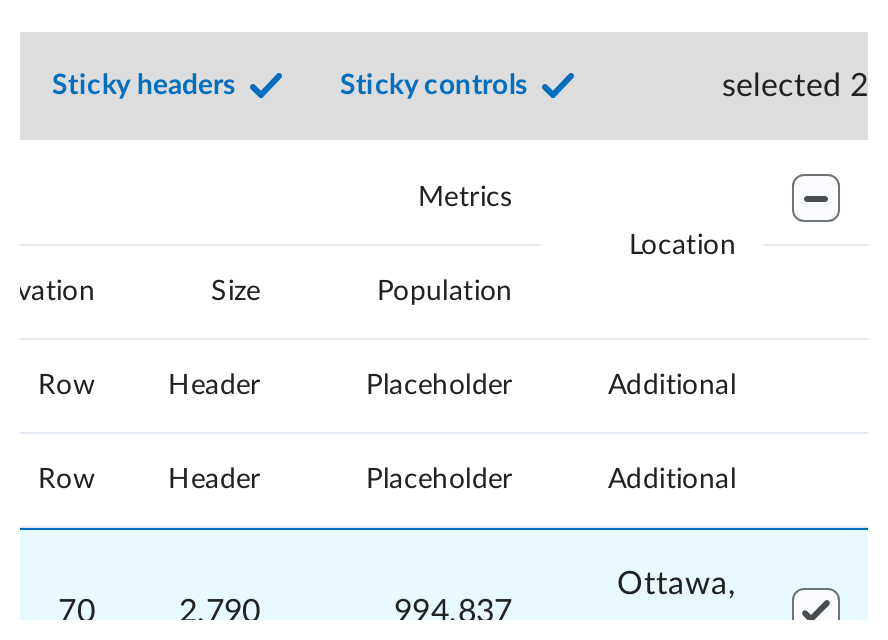 Sticky headers Sticky controls selected 2
Metrics
Location
vation Size Population
Row Header Placeholder Additional
Row Header Placeholder Additional
Ottawa,
70 2,790 994,837